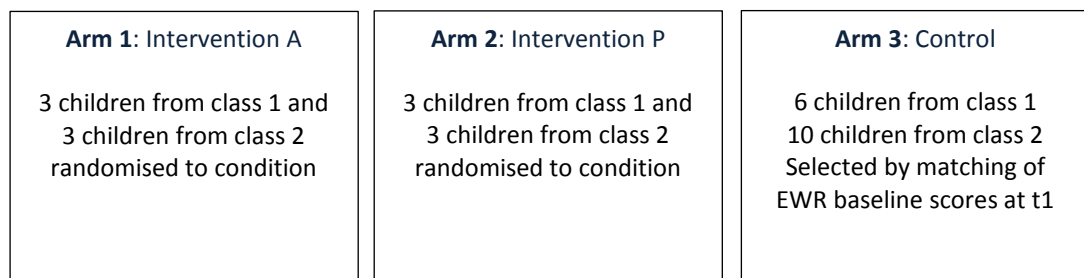 Arm 1: Intervention A
3 children from class 1 and
3 children from class 2
randomised to condition
Arm 2: Intervention P
3 children from class 1 and
3 children from class 2
randomised to condition
Arm 3: Control
6 children from class 1
10 children from class 2
Selected by matching of
EWR baseline scores at t1